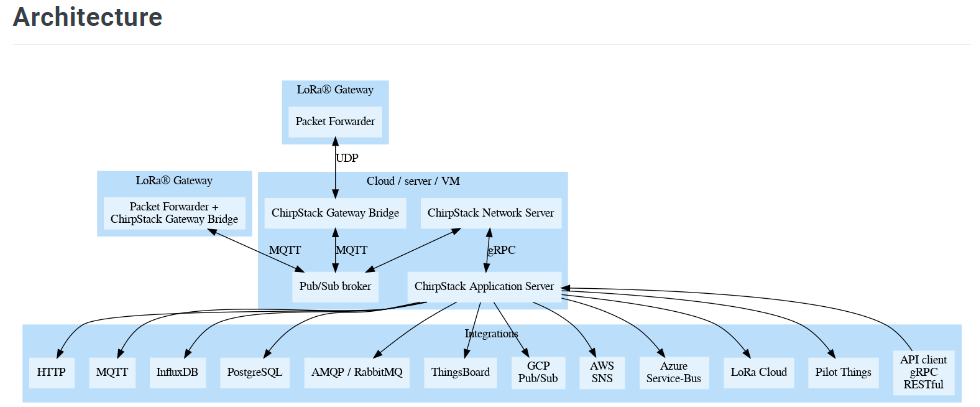 Architecture
LoRa® Gateway
Packet Forwarder
UDP
LoRa® Gateway
Packet Forwarder +
ChirpStack Gateway Bridge
Cloud / server / VM
ChirpStack Gateway Bridge
ChirpStack Network Server
MQTT
MQTT
gRPC
Pub/Sub broker
ChirpStack Application Server
Integrations
HTTP
MQTT
InfluxDB
PostgreSQL
AMQP / RabbitMQ
ThingsBoard
GCP
Pub/Sub
AWS
SNS
Azure
Service-Bus
LoRa Cloud
Pilot Things
API client
gRPC
RESTful